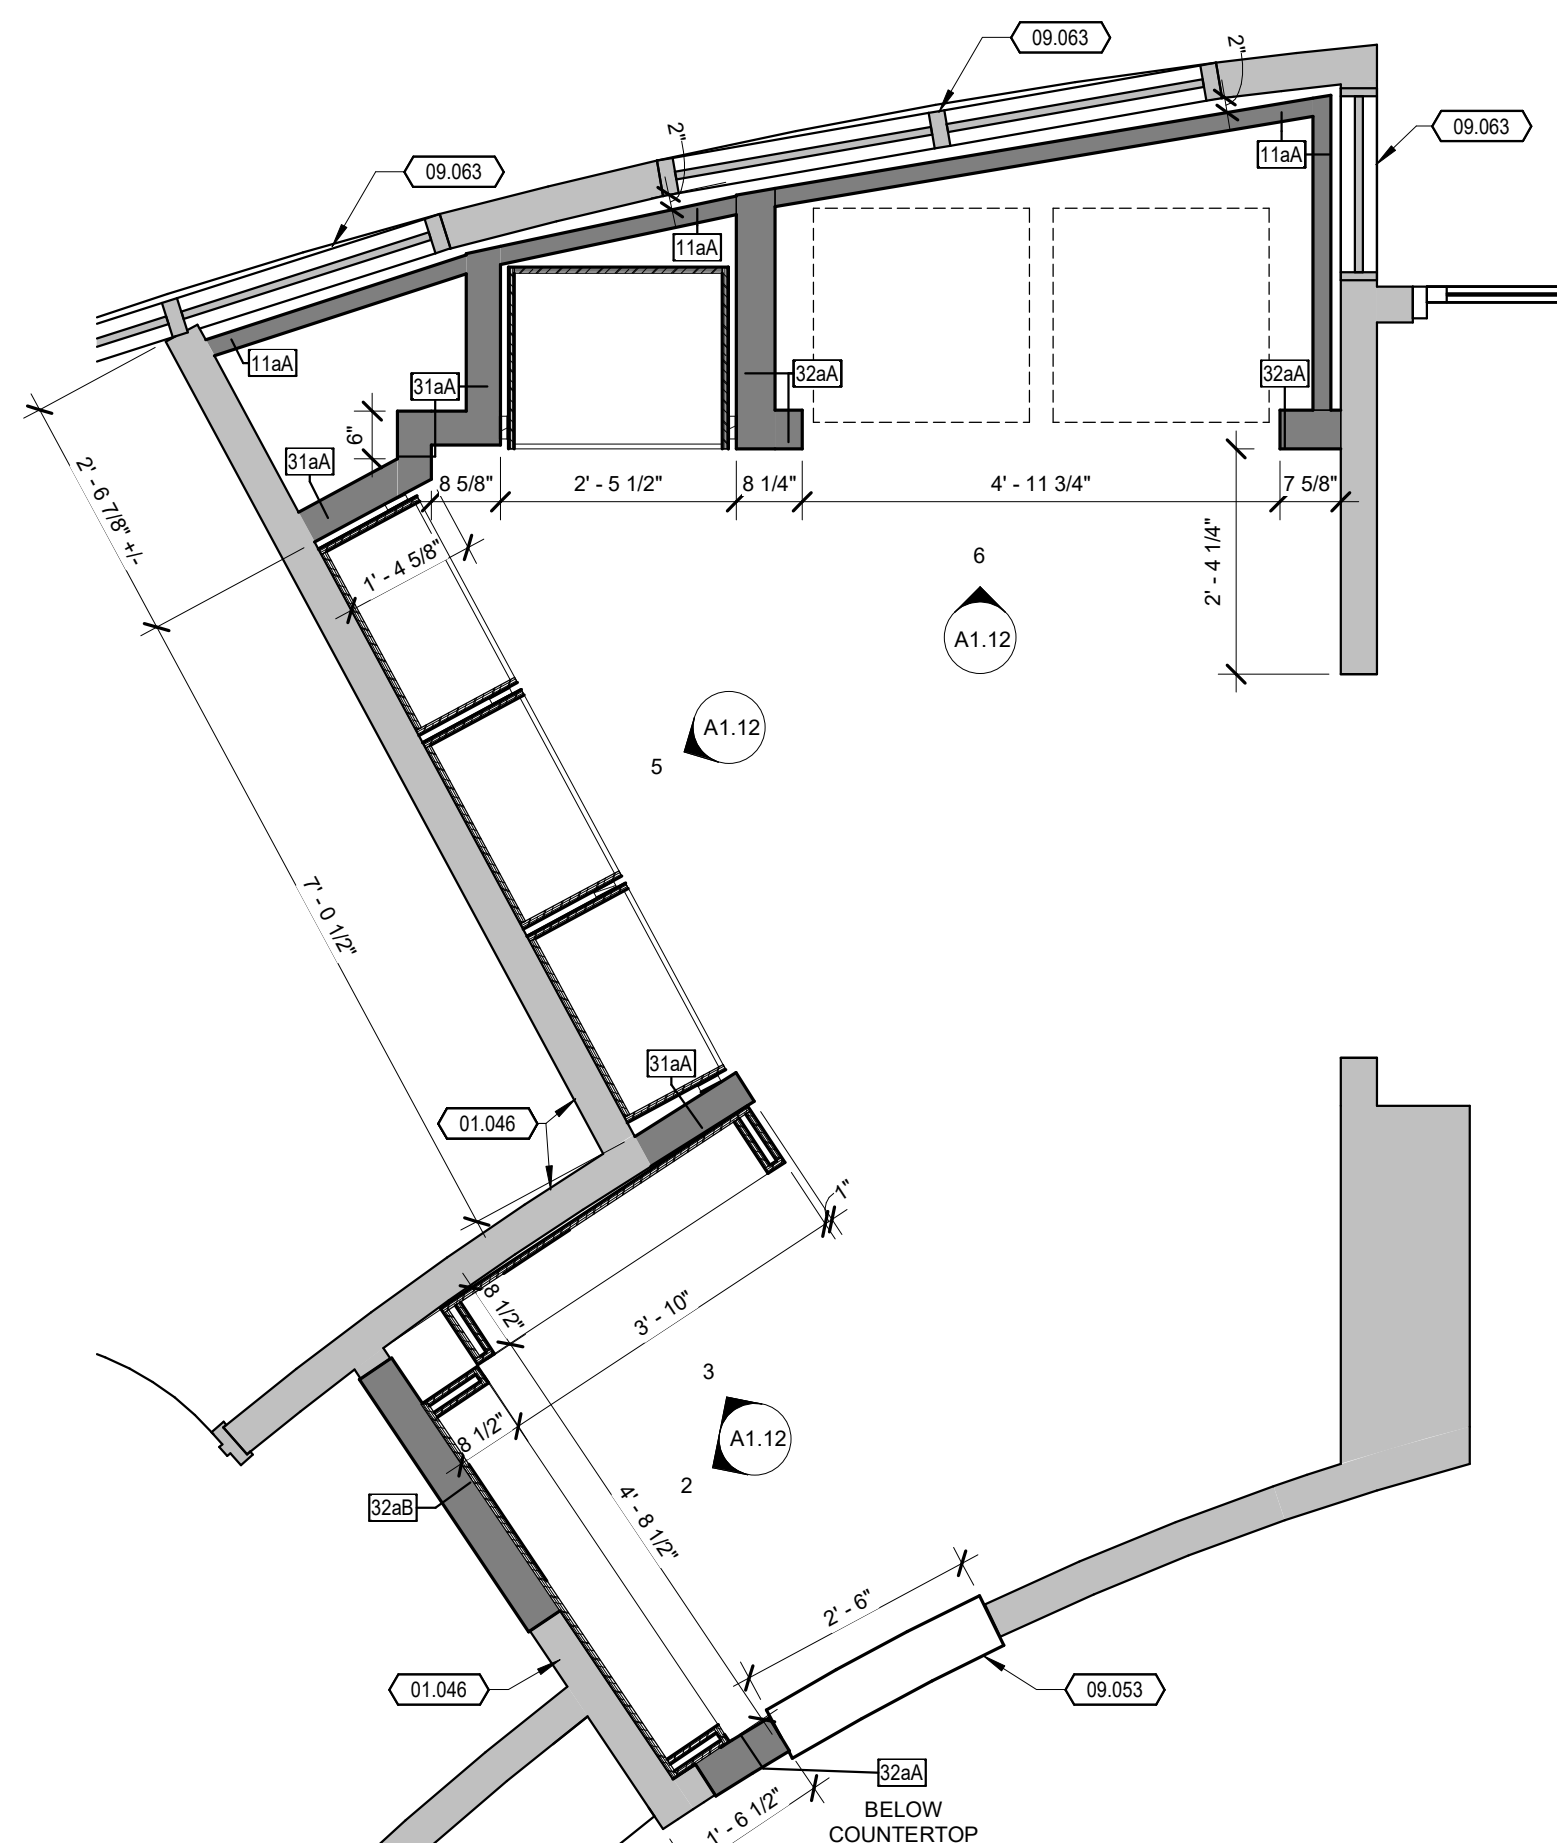 09.063
2"
09.063
2"
09.063
11aA
11aA
11aA
31aA
32aA
32aA
6"
31aA
8 5/8"
2' - 5 1/2"
8 1/4"
4' - 11 3/4"
7 5/8"
2' - 6 7/8" +/-
1' - 4 5/8"
6
2' - 4 1/4"
A1.12
A1.12
5
7' - 0 1/2"
31aA
01.046
1"
8 1/2"
3' - 10"
3
8 1/2"
A1.12
2
32aB
4' - 8 1/2"
2' - 6"
01.046
09.053
32aA
1' - 6 1/2"
BELOW
COUNTERTOP